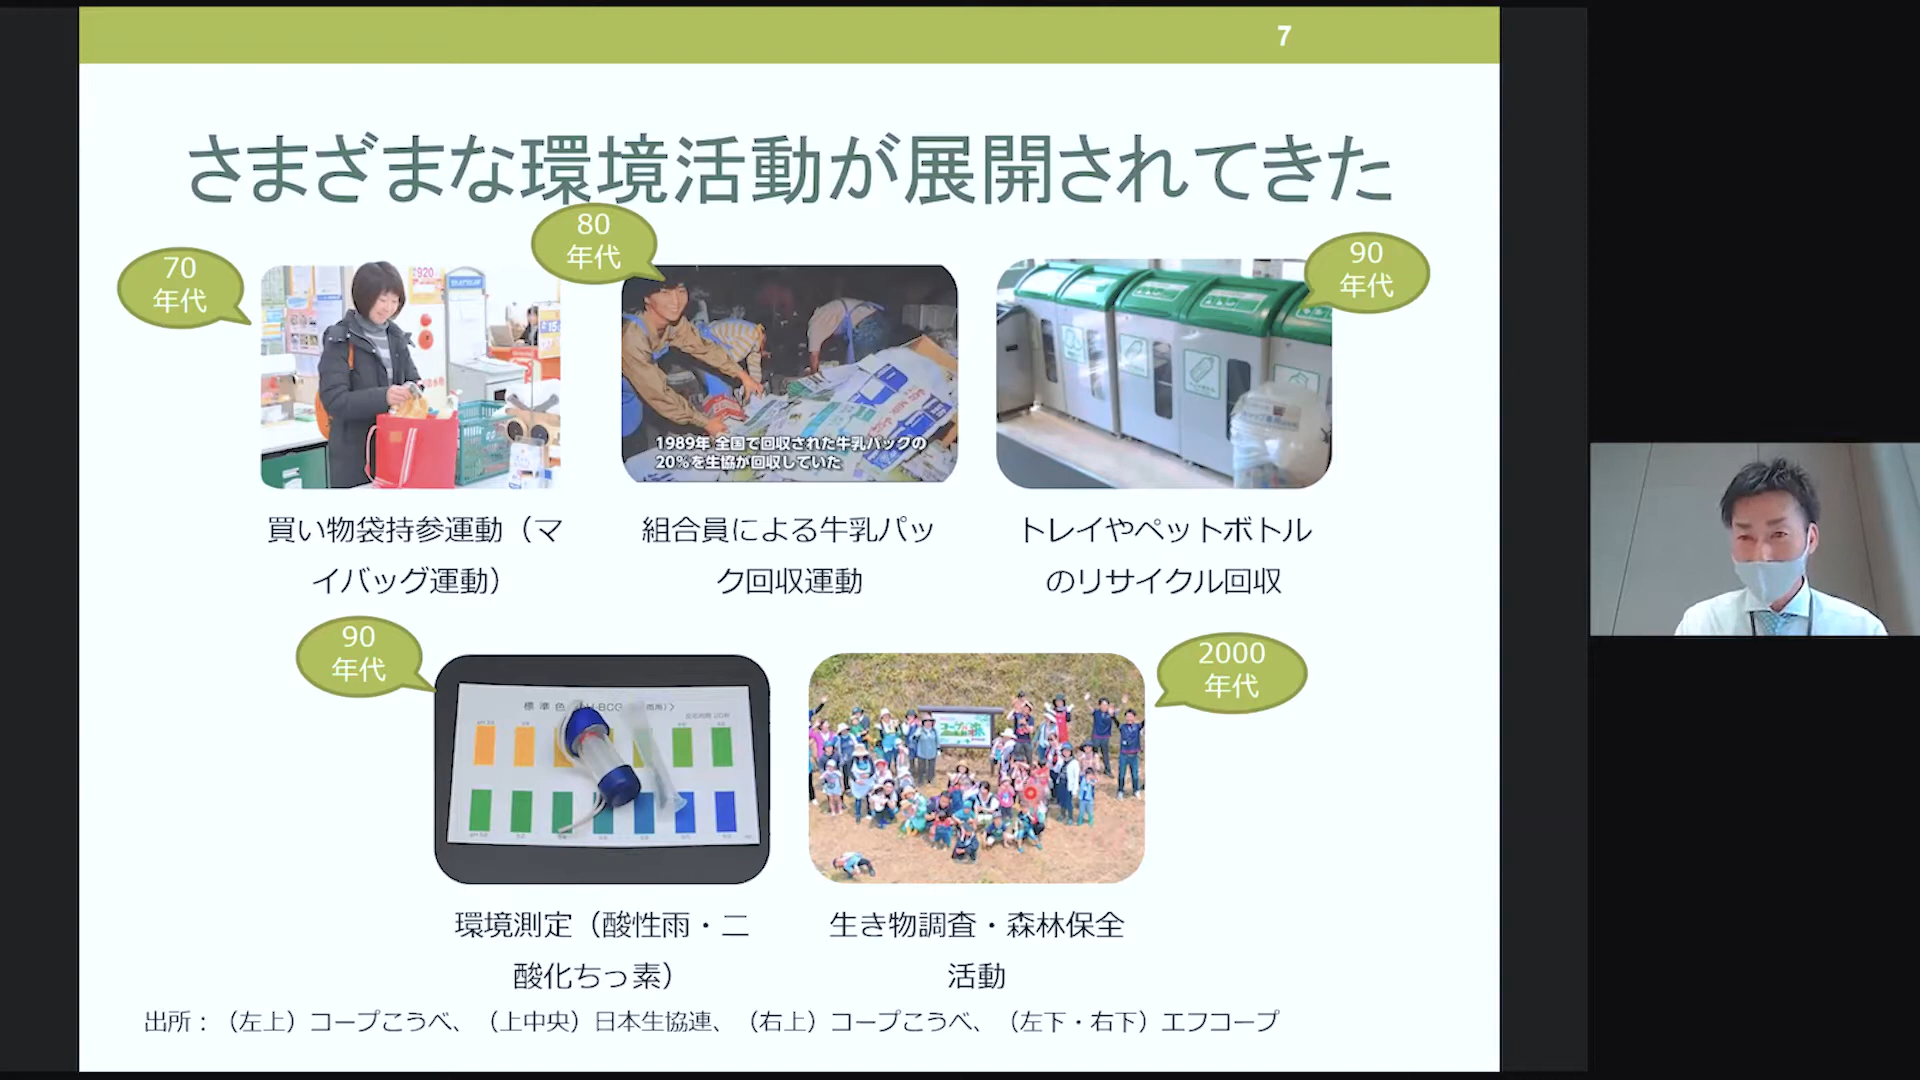 7
さまざまな環境活動が展開されてきた
70
年代
80
年代
90
年代
1989年 全国で回収された牛乳パックの
20%を生協が回収していた
買い物袋持参運動（マ
イバッグ運動）
組合員による牛乳パッ
ク回収運動
トレイやペットボトル
のリサイクル回収
90
年代
2000
年代
標 準 色
環境測定（酸性雨・二
酸化ちっ素）
生き物調査・森林保全
活動
出所：（左上）コープこうべ、（上中央）日本生協連、（右上）コープこうべ、（左下・右下）エフコープ